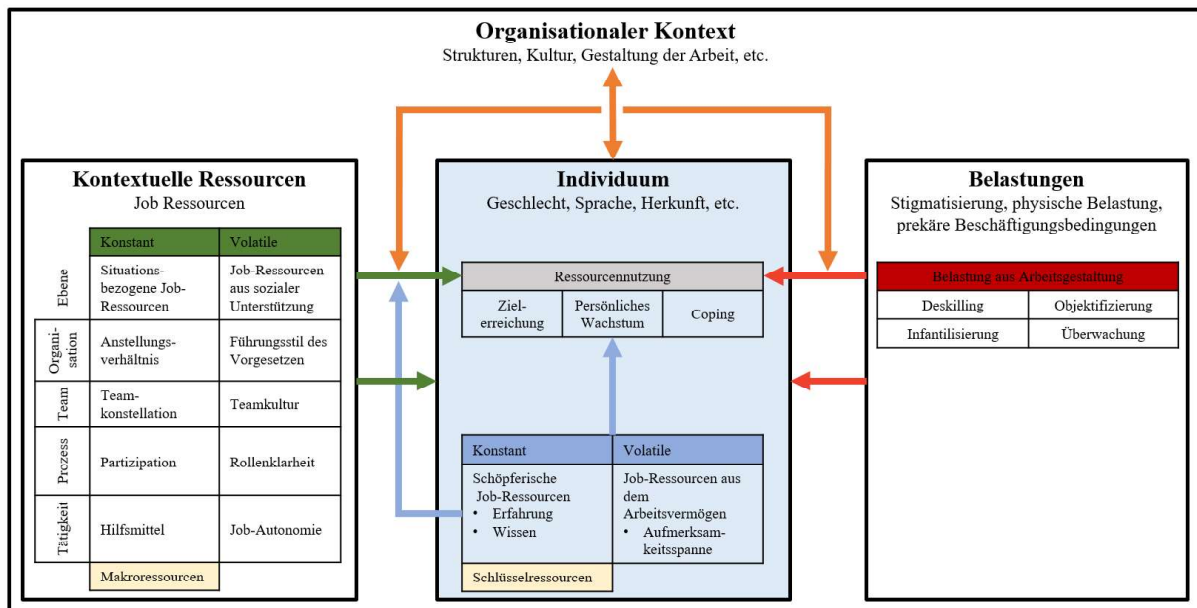 Organisationaler Kontext
Strukturen, Kultur, Gestaltung der Arbeit, etc.
Kontextuelle Ressourcen
Job Ressourcen
Ebene
Konstant
Volatile
Situations-
bezogene Job-
Ressourcen
Job-Ressourcen
aus sozialer
Unterstützung
Organi-
sation
Anstellungs-
verhältnis
Führungsstil des
Vorgesetzen
Team
Team-
konstellation
Teamkultur
Prozess
Partizipation
Rollenklarheit
Tätigkeit
Hilfsmittel
Job-Autonomie
Makroressourcen
Individuum
Geschlecht, Sprache, Herkunft, etc.
Ressourcennutzung
Ziel-
erreichung
Persönliches
Wachstum
Coping
Konstant
Volatile
Schöpferische
Job-Ressourcen
• Erfahrung
• Wissen
Job-Ressourcen aus
dem
Arbeitsvermögen
• Aufmerksam-
keitsspanne
Schlüsselressourcen
Belastungen
Stigmatisierung, physische Belastung,
prekäre Beschäftigungsbedingungen
Belastung aus Arbeitsgestaltung
Deskilling
Objektifizierung
Infantilisierung
Überwachung